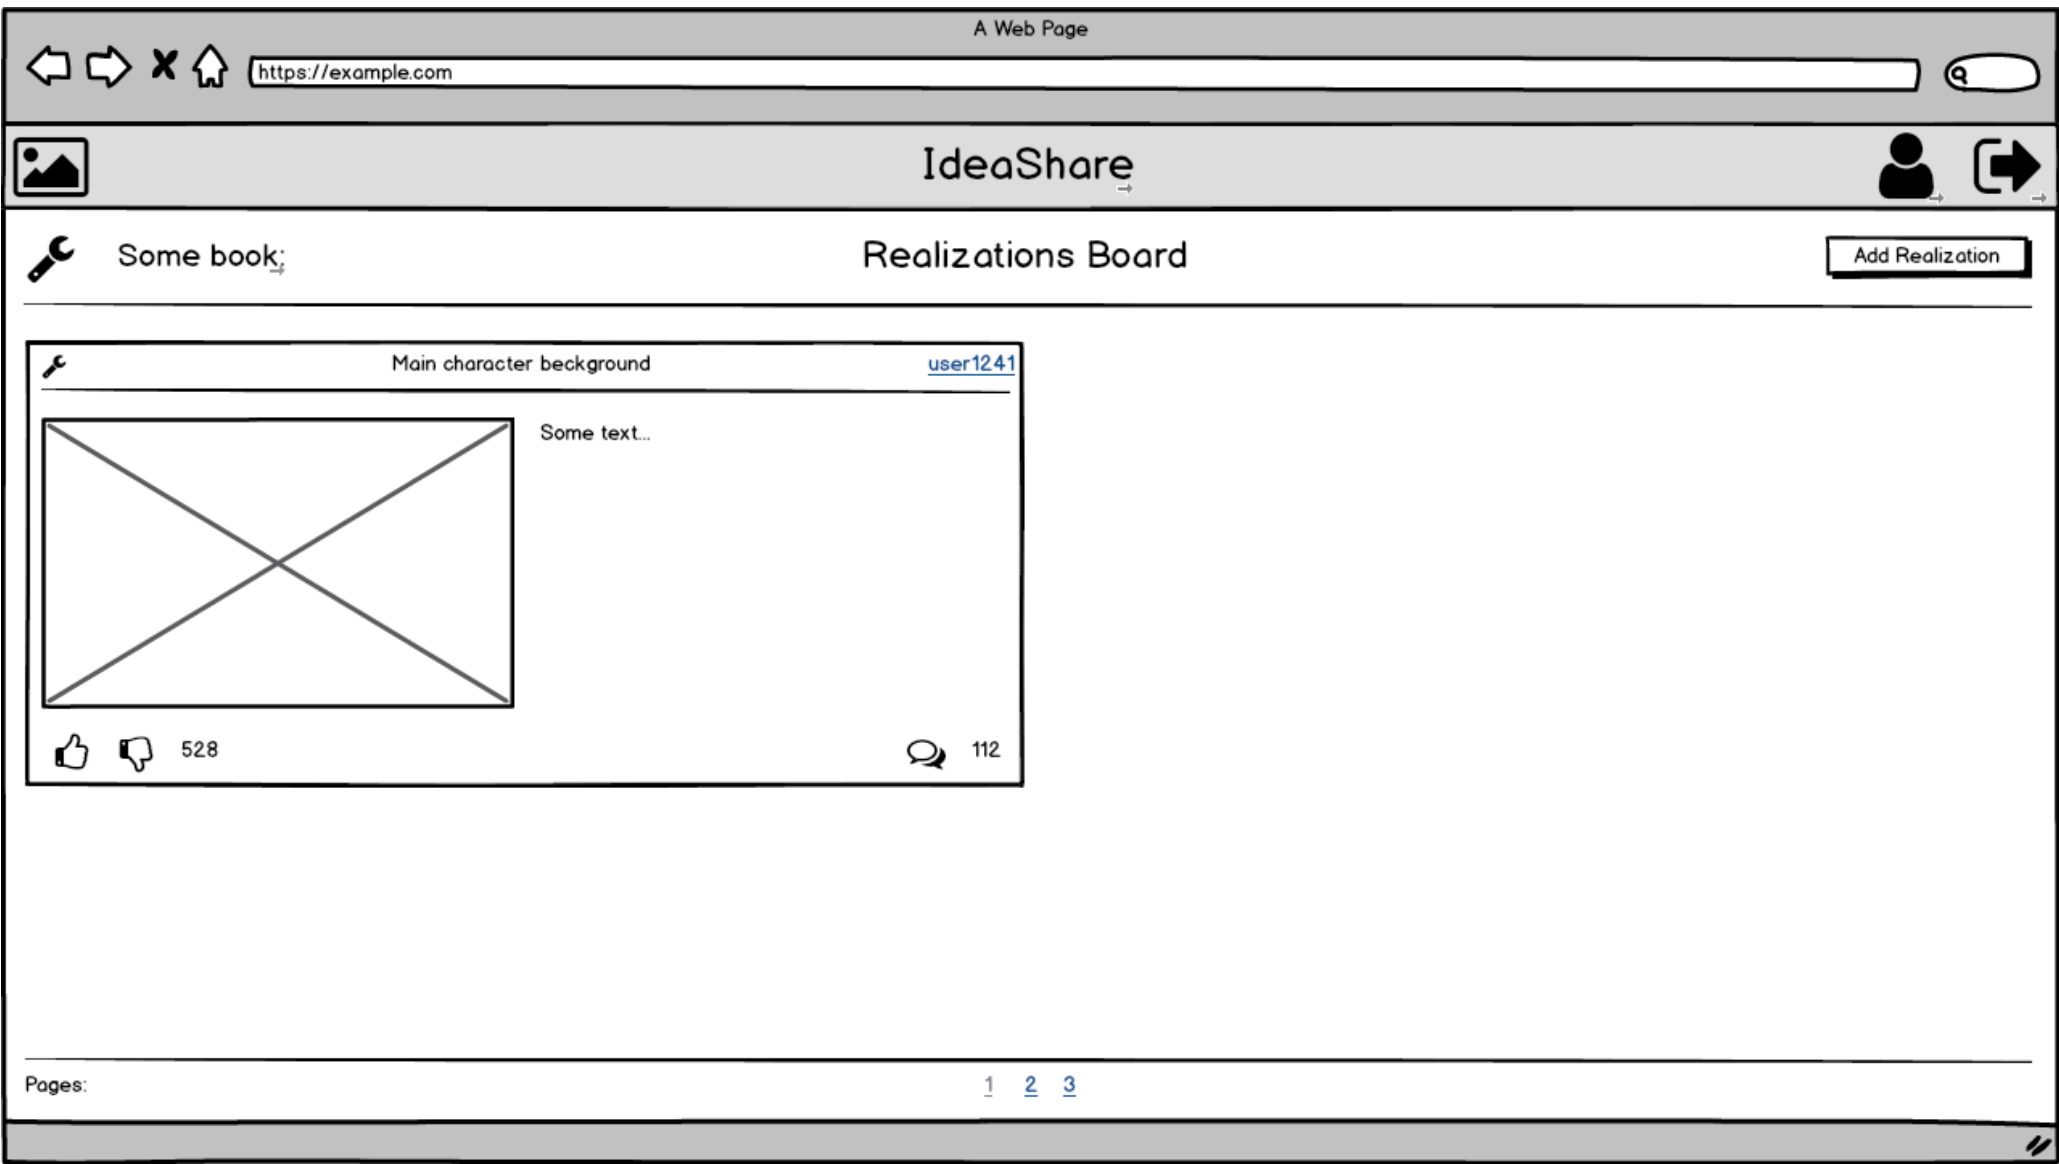 A Web Page
https://example.com
IdeaShare
Some book:
Realizations Board
Add Realization
Main character beckground
user1241
Some text...
528
112
Pages:
1 2 3